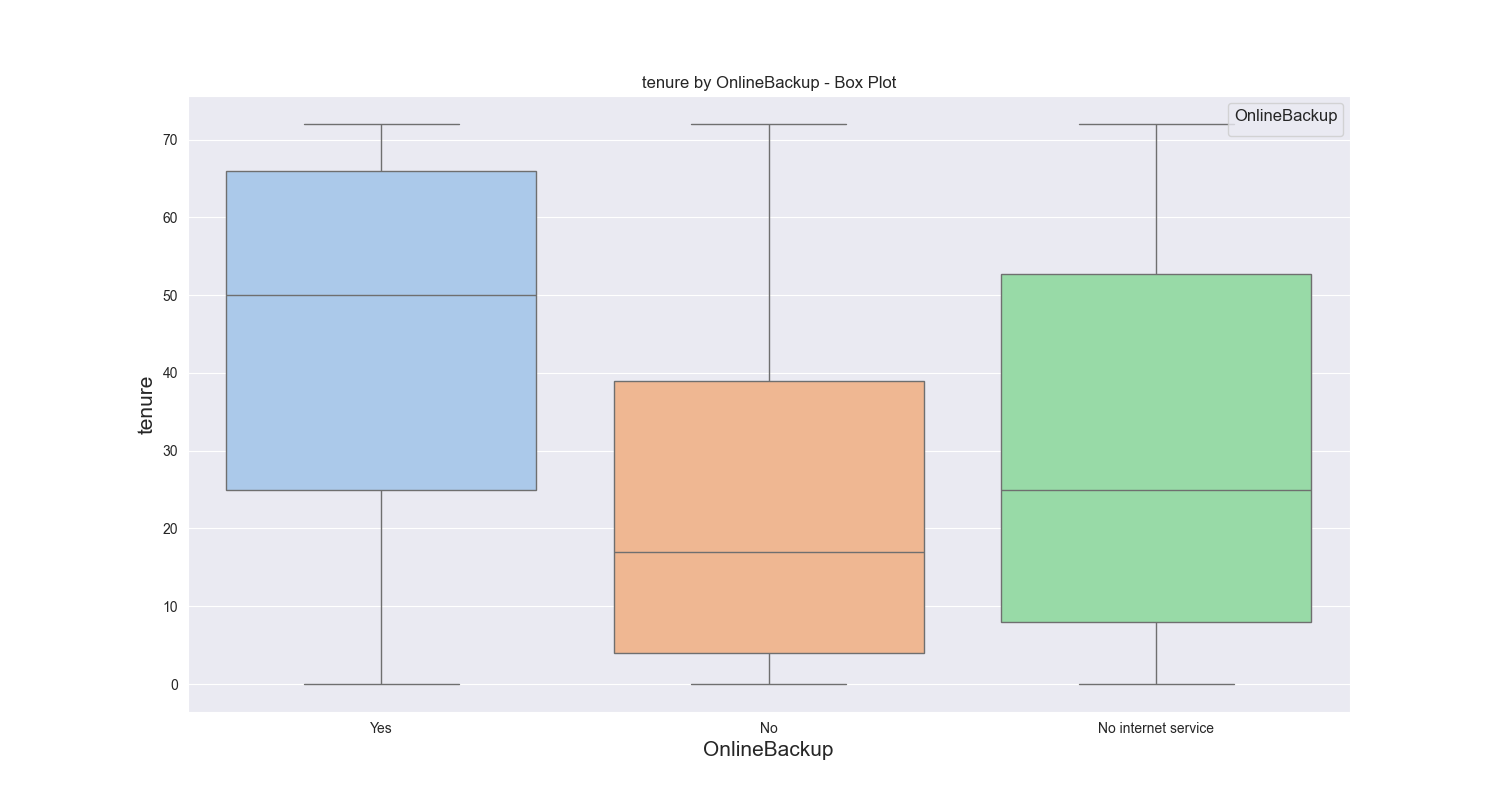 tenure by OnlineBackup - Box Plot
OnlineBackup
70
60
50
40
30
20
10
0
tenure
Yes
No
No internet service
OnlineBackup